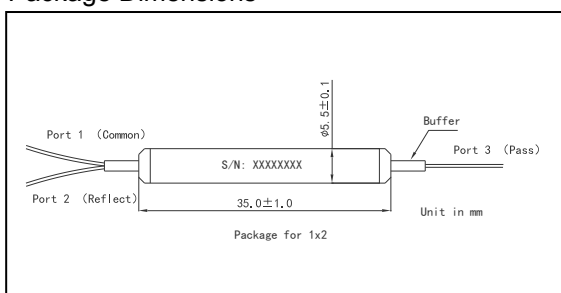 Package Dimensions
Φ5.5±0.1
Buffer
Port 1 (Common)
Port 3 (Pass)
S/N: XXXXXXXX
Port 2 (Reflect)
35.0±1.0
Unit in mm
Package for 1x2